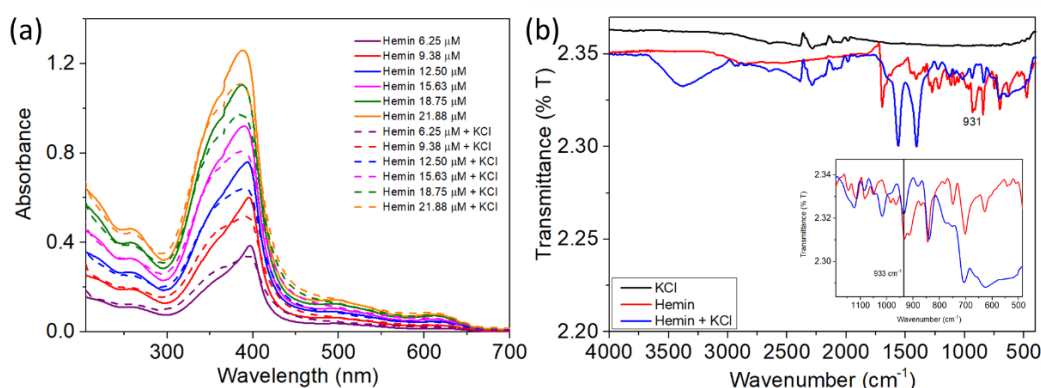 (a)
Absorbance
1.2
0.8
0.4
0.0
300
400
500
600
700
Wavelength (nm)
Hemin 6.25 μM
Hemin 9.38 μM
Hemin 12.50 μM
Hemin 15.63 μM
Hemin 18.75 μM
Hemin 21.88 μM
Hemin 6.25 μM + KCl
Hemin 9.38 μM + KCl
Hemin 12.50 μM + KCl
Hemin 15.63 μM + KCl
Hemin 18.75 μM + KCl
Hemin 21.88 μM + KCl
(b)
Transmittance (% T)
2.35
2.30
2.25
2.20
4000
3500
3000
2500
2000
1500
1000
500
Wavenumber (cm-1)
KCl
Hemin
Hemin + KCl
931
Transmittance (% T)
2.34
2.32
2.30
933 cm-1
1100
1000
900
800
700
600
500
Wavenumber (cm-1)